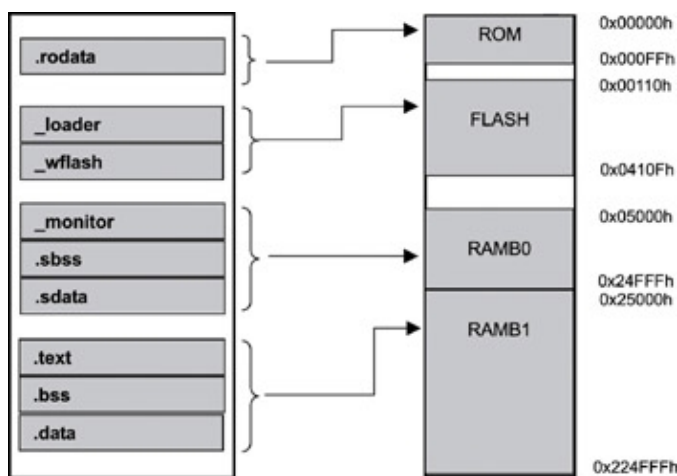 .rodata
_loader
_wflash
_monitor
.sbss
.sdata
.text
.bss
.data
ROM
FLASH
RAMB0
RAMB1
0x00000h
0x000FFh
0x00110h
0x0410Fh
0x05000h
0x24FFFh
0x25000h
0x224FFFh